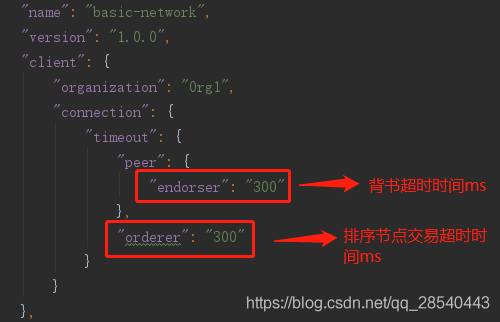 "name": "basic-network",
"version": "1.0.0",
"client": {
"organization": "Org1",
"connection": {
"timeout": {
"peer": {
"endorser": "300"
背书超时时间ms
},
"orderer": "300"
排序节点交易超时时
间ms
}
}
},
https://blog.csdn.net/qq_28540443